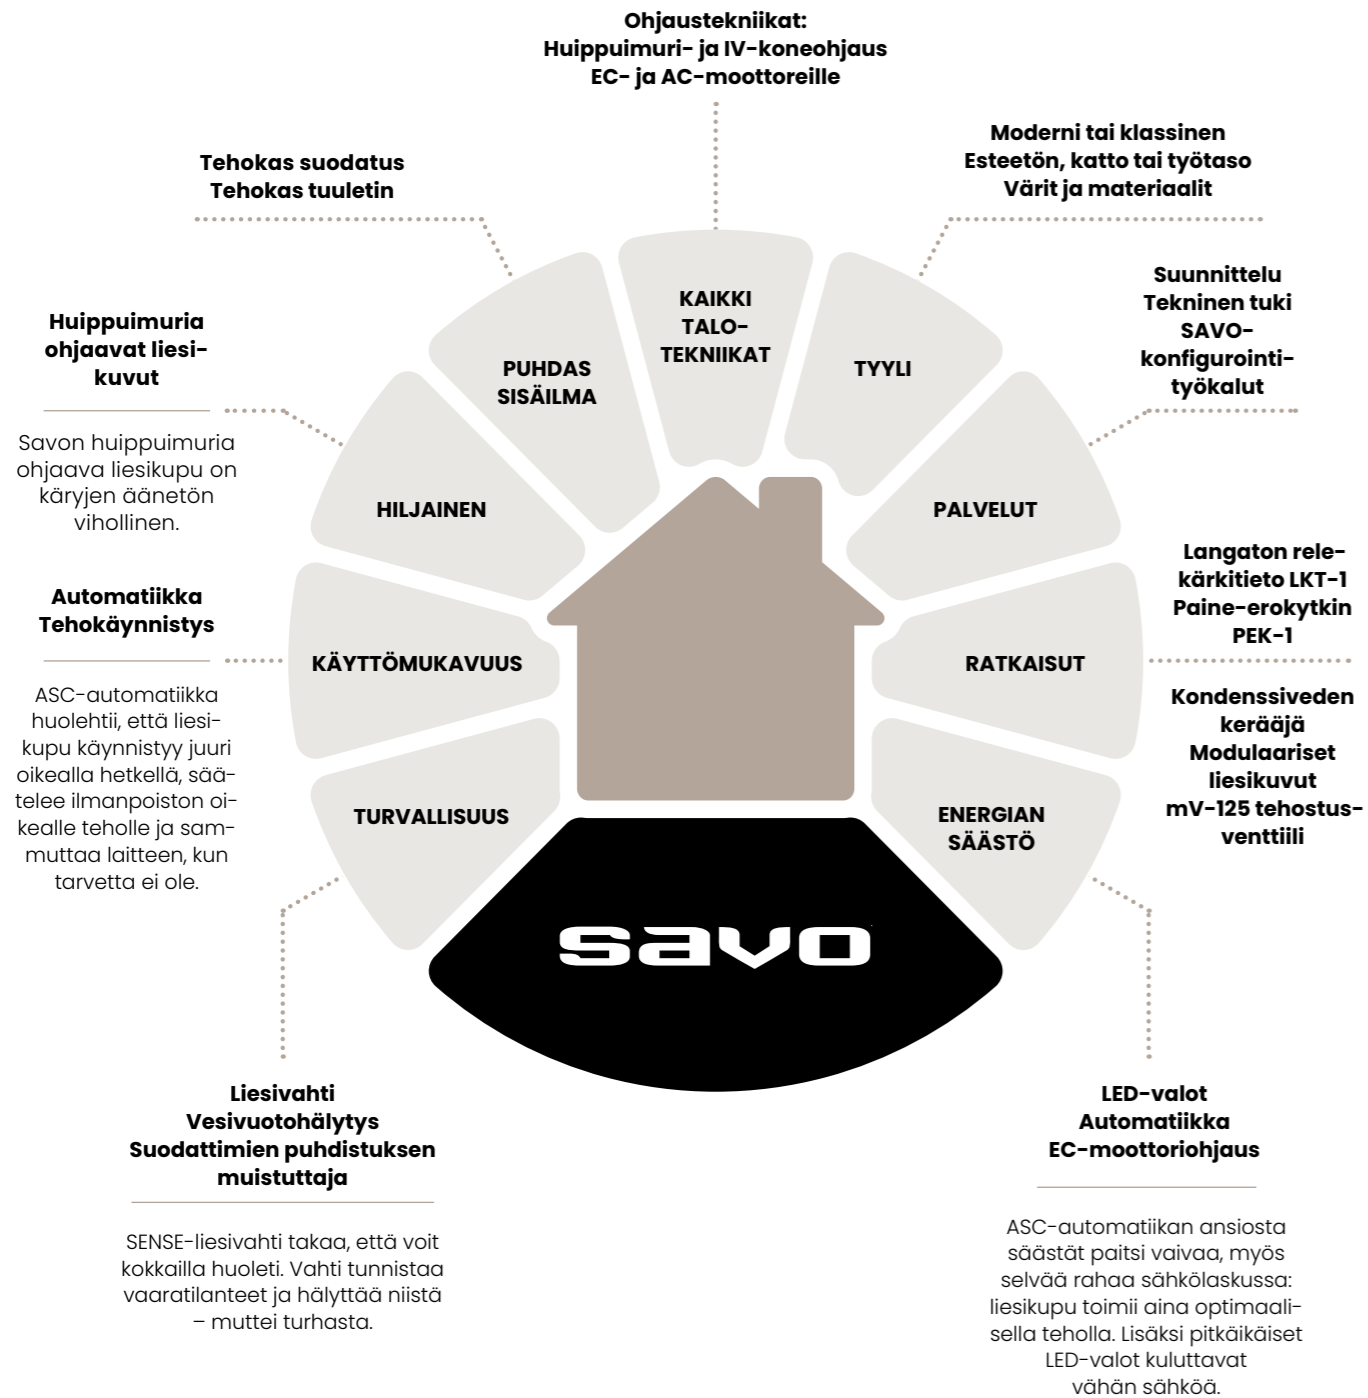 Ohjaustekniikat:
Huippuimuri- ja IV-koneohjaus
EC- ja AC-moottoreille
Tehokas suodatus
Tehokas tuuletin
Moderni tai klassinen
Esteetön, katto tai työtaso
Värit ja materiaalit
Suunnittelu
Tekninen tuki
SAVO-
konfigurointi-
työkalut
Huippuimuria
ohjaavat liesi-
kuvut
Savon huippuimuria
ohjaava liesikupu on
käryjen äänetön
vihollinen.
KAIKKI
TALO-
TEKNIIKAT
PUHDAS
SISÄILMA
TYYLI
HILJAINEN
PALVELUT
Automatiikka
Tehokäynnistys
ASC-automatiikka
huolehtii, että liesi-
kupu käynnistyy juuri
oikealla hetkellä, sää-
telee ilmanpoiston oi-
kealle teholle ja sam-
muttaa laitteen, kun
tarvetta ei ole.
KÄYTTÖMUKAVUUS
RATKAISUT
Langaton rele-
kärkitieto LKT-1
Paine-erokytkin
PEK-1
Kondenssiveden
kerääjä
Modulaariset
liesikuvut
mV-125 tehostus-
venttiili
TURVALLISUUS
ENERGIAN
SÄÄSTÖ
savo
Liesivahti
Vesivuotohälytys
Suodattimien puhdistuksen
muistuttaja
SENSE-liesivahti takaa, että voit
kokkailla huoleti. Vahti tunnistaa
vaaratilanteet ja hälyttää niistä
– muttei turhasta.
LED-valot
Automatiikka
EC-moottoriohjaus
ASC-automatiikan ansiosta
säästät paitsi vaivaa, myös
selvää rahaa sähkölaskussa:
liesikupu toimii aina optimaali-
sella teholla. Lisäksi pitkäikäiset
LED-valot kuluttavat
vähän sähköä.